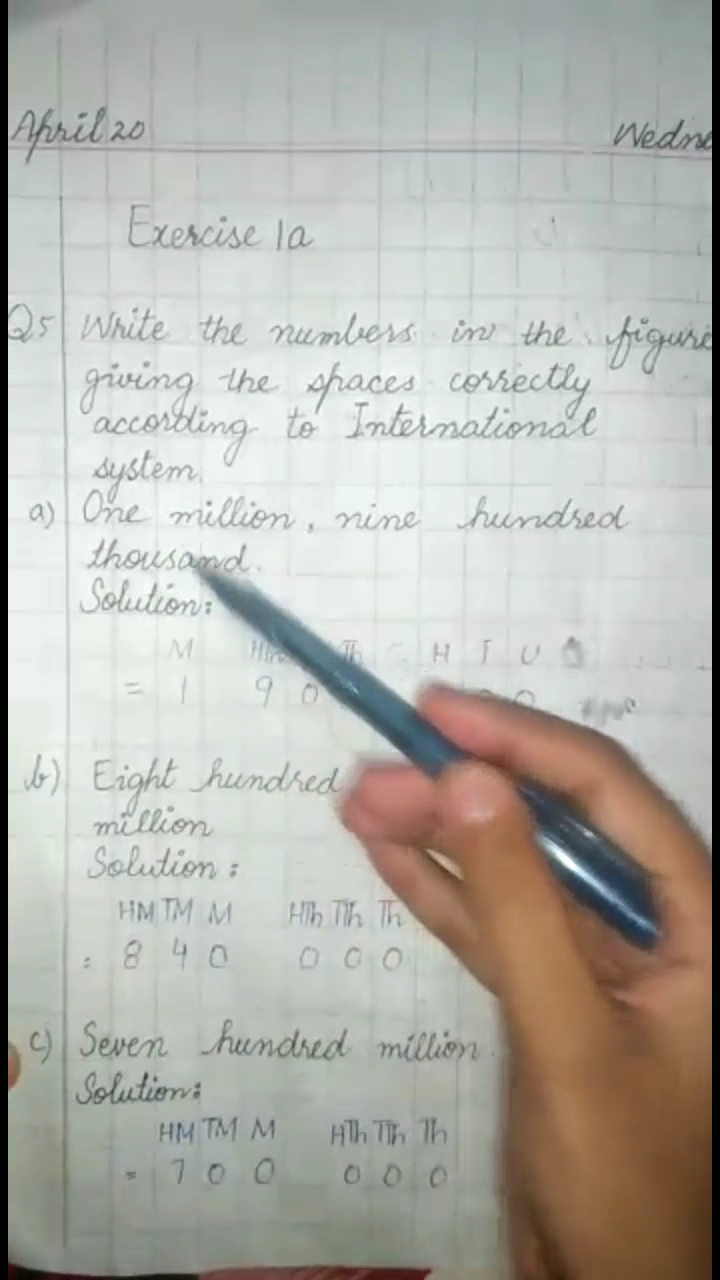 April 20 Wedne
Exercise 1a
Q5 Write the numbers in the figure
giving the spaces correctly
according to International
system.
a) One million, nine hundred
thousand.
Solution:
M HTh Th H T U
= 1 9 0
b) Eight hundred
million
Solution:
HM TM M HTh TTh Th
= 8 4 0 0 0 0
c) Seven hundred million.
Solution:
HM TM M HTh TTh Th
= 7 0 0 0 0 0